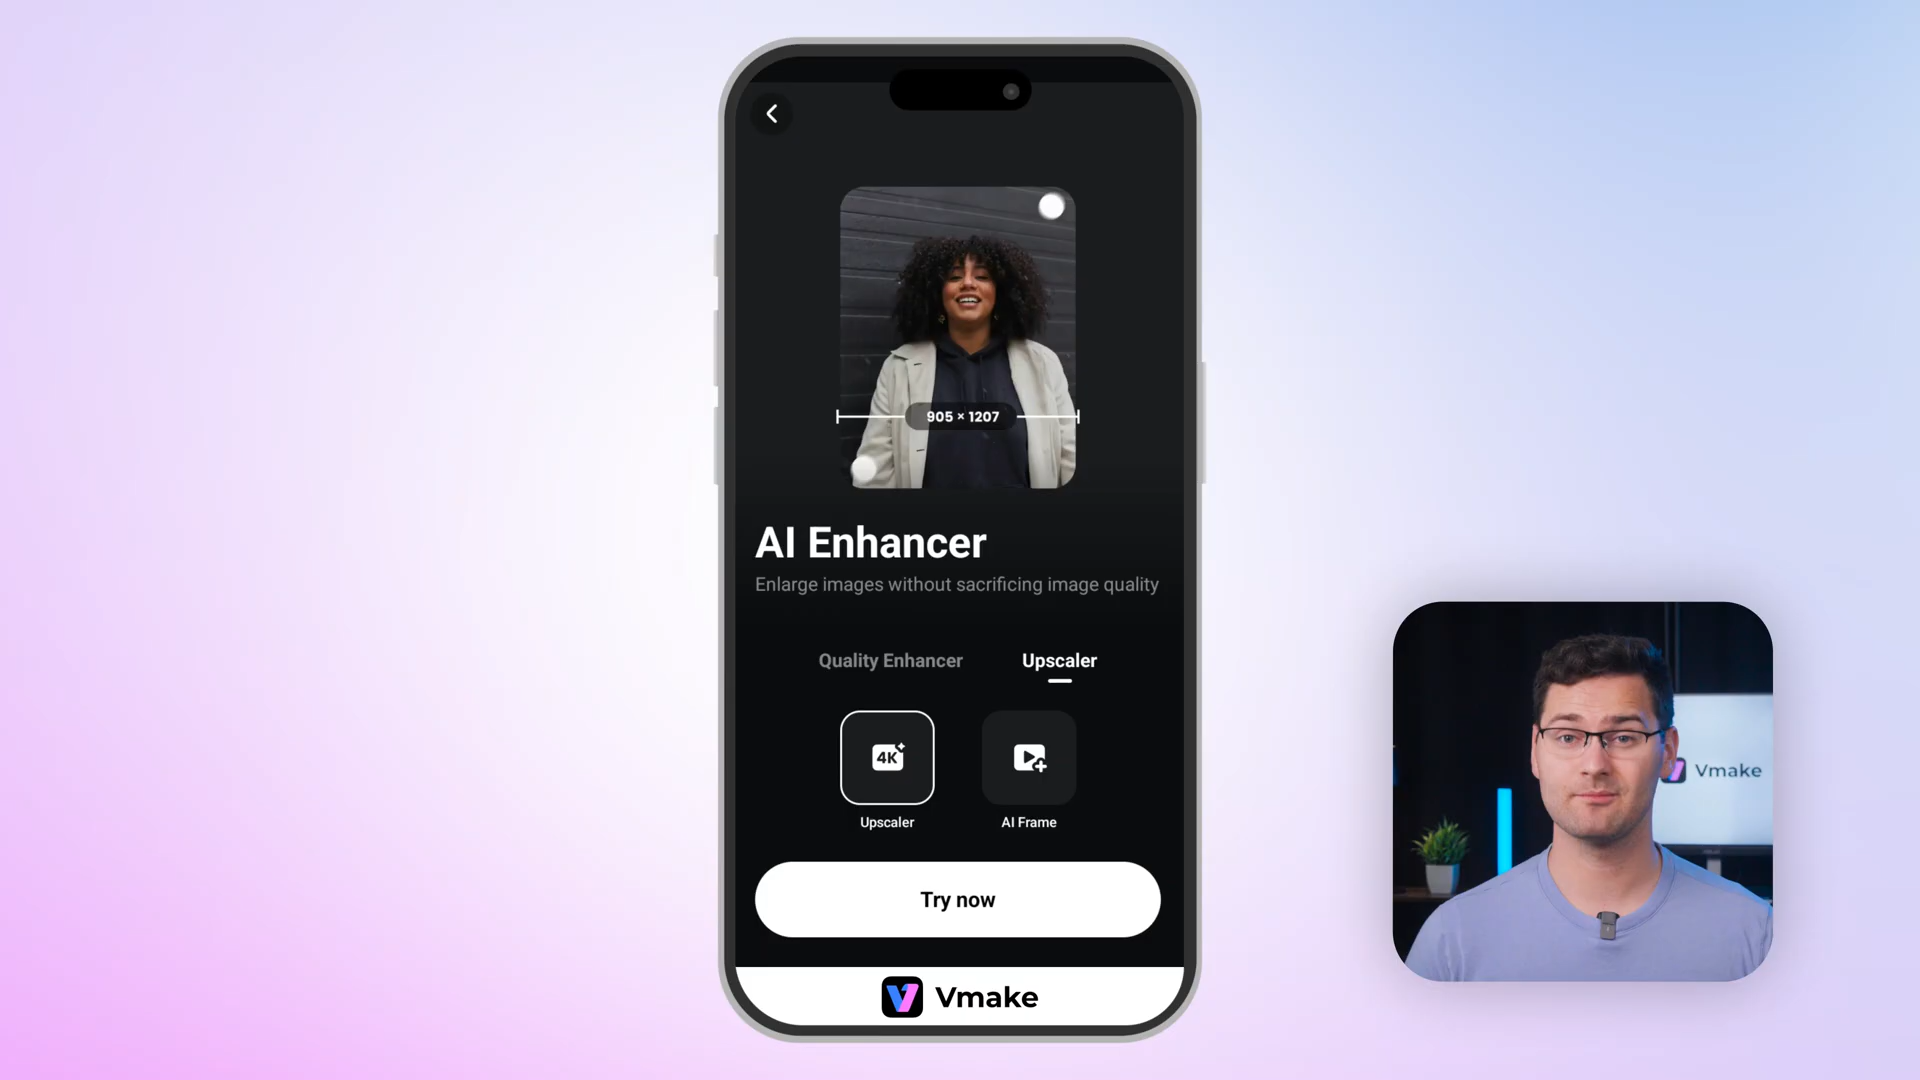 905 × 1207
AI Enhancer
Enlarge images without sacrificing image quality
Quality Enhancer
Upscaler
4K
Upscaler
AI Frame
Try now
Vmake
Vmake